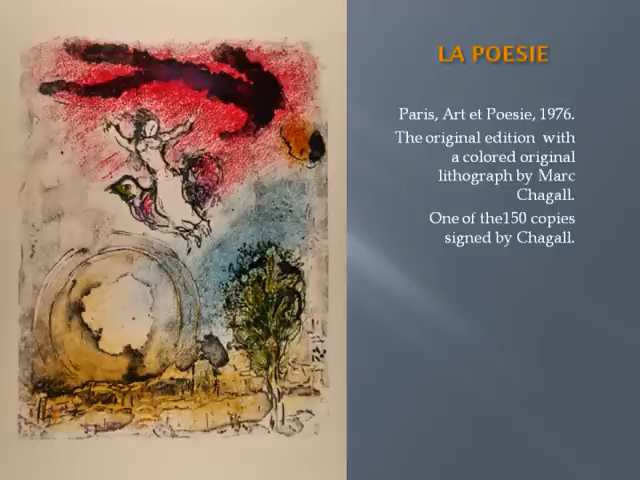 LA POESIE
Paris, Art et Poesie, 1976.
The original edition with
a colored original
lithograph by Marc
Chagall.
One of the150 copies
signed by Chagall.